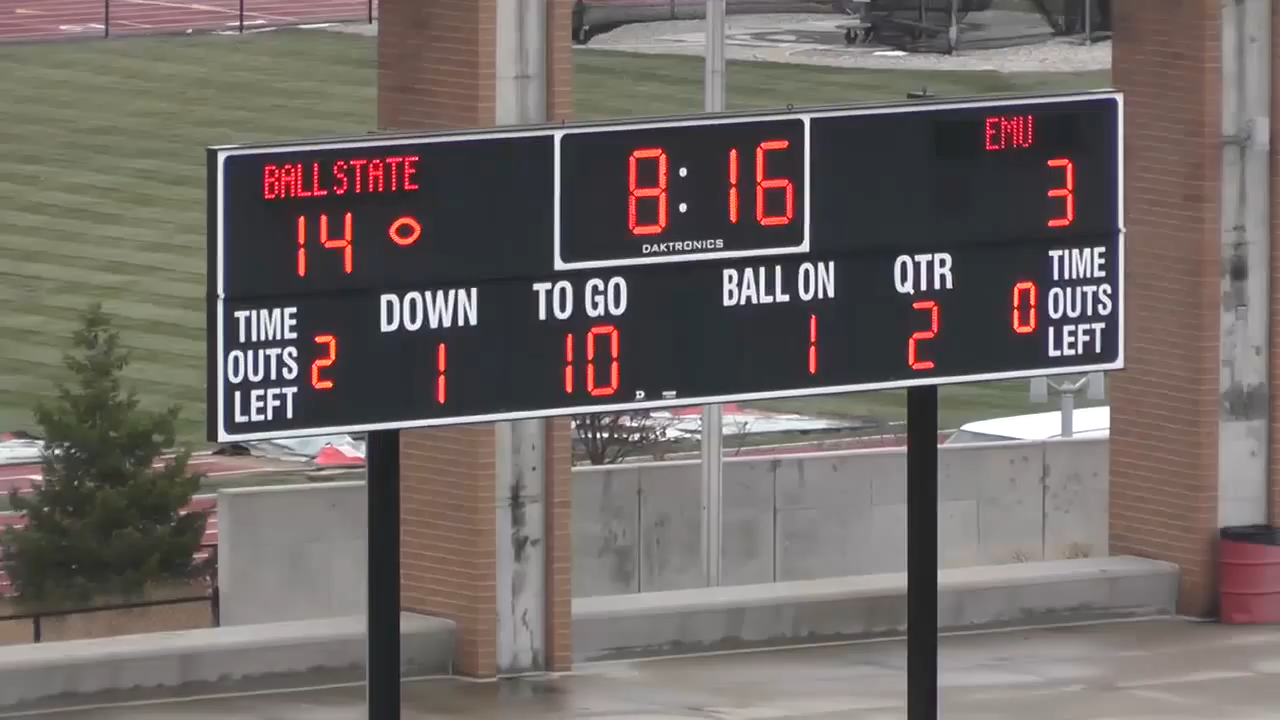 BALL STATE
8:16
EMU
14
3
DAKTRONICS
TIME OUTS LEFT
2
DOWN
1
TO GO
10
BALL ON
1
QTR
2
0
TIME OUTS LEFT